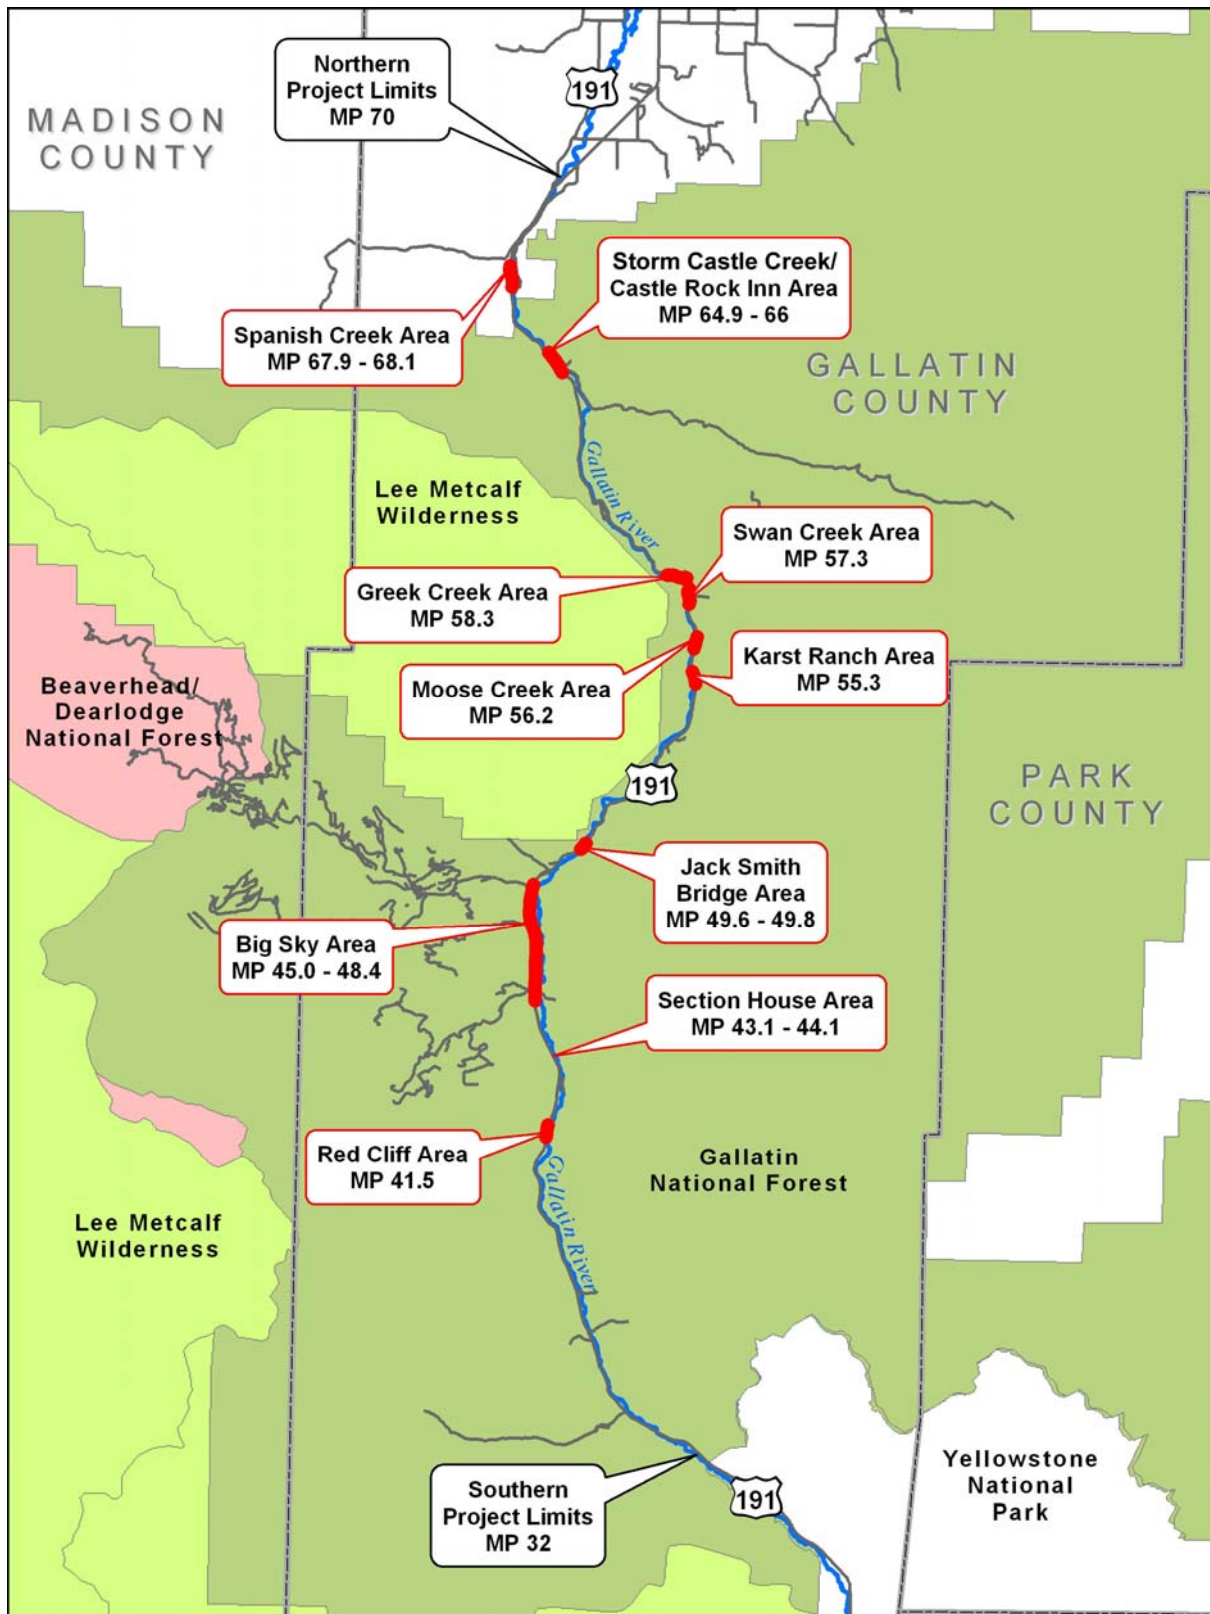 Northern
Project Limits
MP 70
191
MADISON
COUNTY
Storm Castle Creek/
Castle Rock Inn Area
MP 64.9 - 66
Spanish Creek Area
MP 67.9 - 68.1
GALLATIN
COUNTY
Gallatin River
Lee Metcalf
Wilderness
Swan Creek Area
MP 57.3
Greek Creek Area
MP 58.3
Karst Ranch Area
MP 55.3
Moose Creek Area
MP 56.2
Beaverhead/
Dearlodge
National Forest
191
PARK
COUNTY
Jack Smith
Bridge Area
MP 49.6 - 49.8
Big Sky Area
MP 45.0 - 48.4
Section House Area
MP 43.1 - 44.1
Red Cliff Area
MP 41.5
Gallatin
National Forest
Gallatin River
Lee Metcalf
Wilderness
Yellowstone
National
Park
Southern
Project Limits
MP 32
191